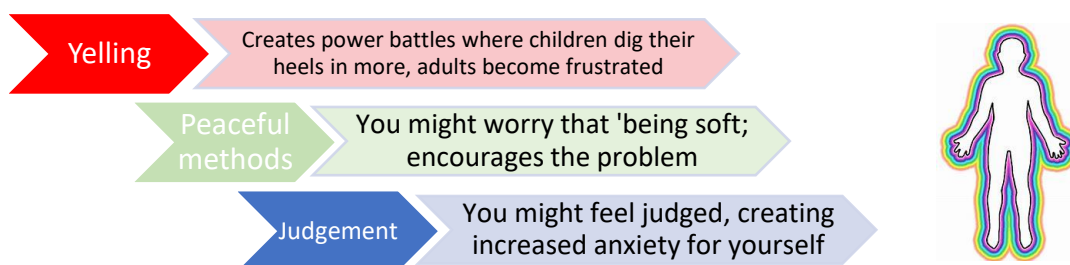 Yelling
Creates power battles where children dig their
heels in more, adults become frustrated
Peaceful
methods
You might worry that 'being soft;
encourages the problem
Judgement
You might feel judged, creating
increased anxiety for yourself